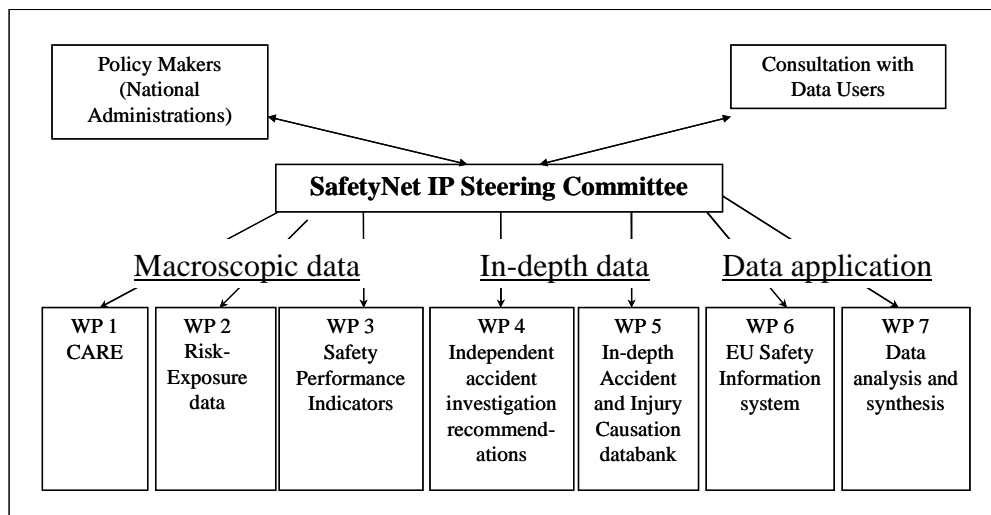 Policy Makers
(National
Administrations)
Consultation with
Data Users
SafetyNet IP Steering Committee
Macroscopic data
In-depth data
Data application
WP 1
CARE
WP 2
Risk-
Exposure
data
WP 3
Safety
Performance
Indicators
WP 4
Independent
accident
investigation
recommend-
ations
WP 5
In-depth
Accident
and Injury
Causation
databank
WP 6
EU Safety
Information
system
WP 7
Data
analysis and
synthesis